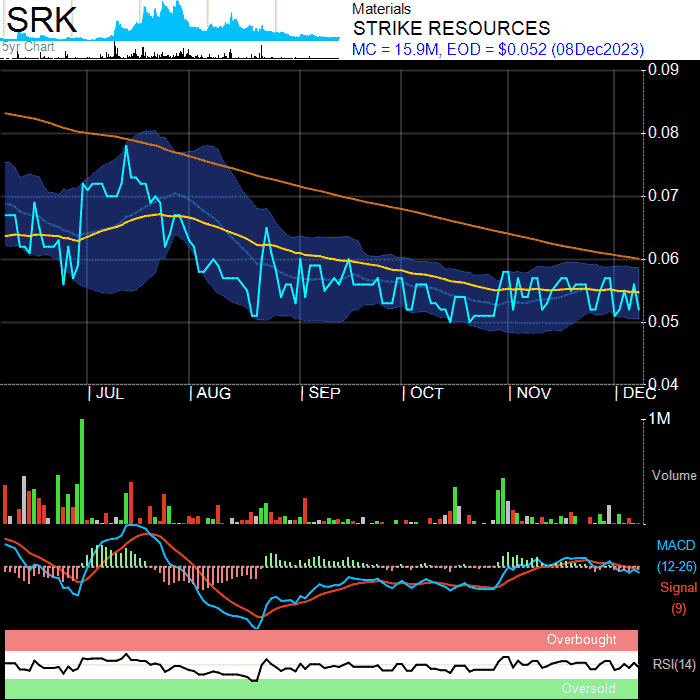 SRK
5yr Chart
Materials
STRIKE RESOURCES
MC = 15.9M, EOD = $0.052 (08Dec2023)
0.09
0.08
0.07
0.06
0.05
0.04
JUL AUG SEP OCT NOV DEC
1M
Volume
MACD
(12-26)
Signal
(9)
Overbought
RSI(14)
Oversold